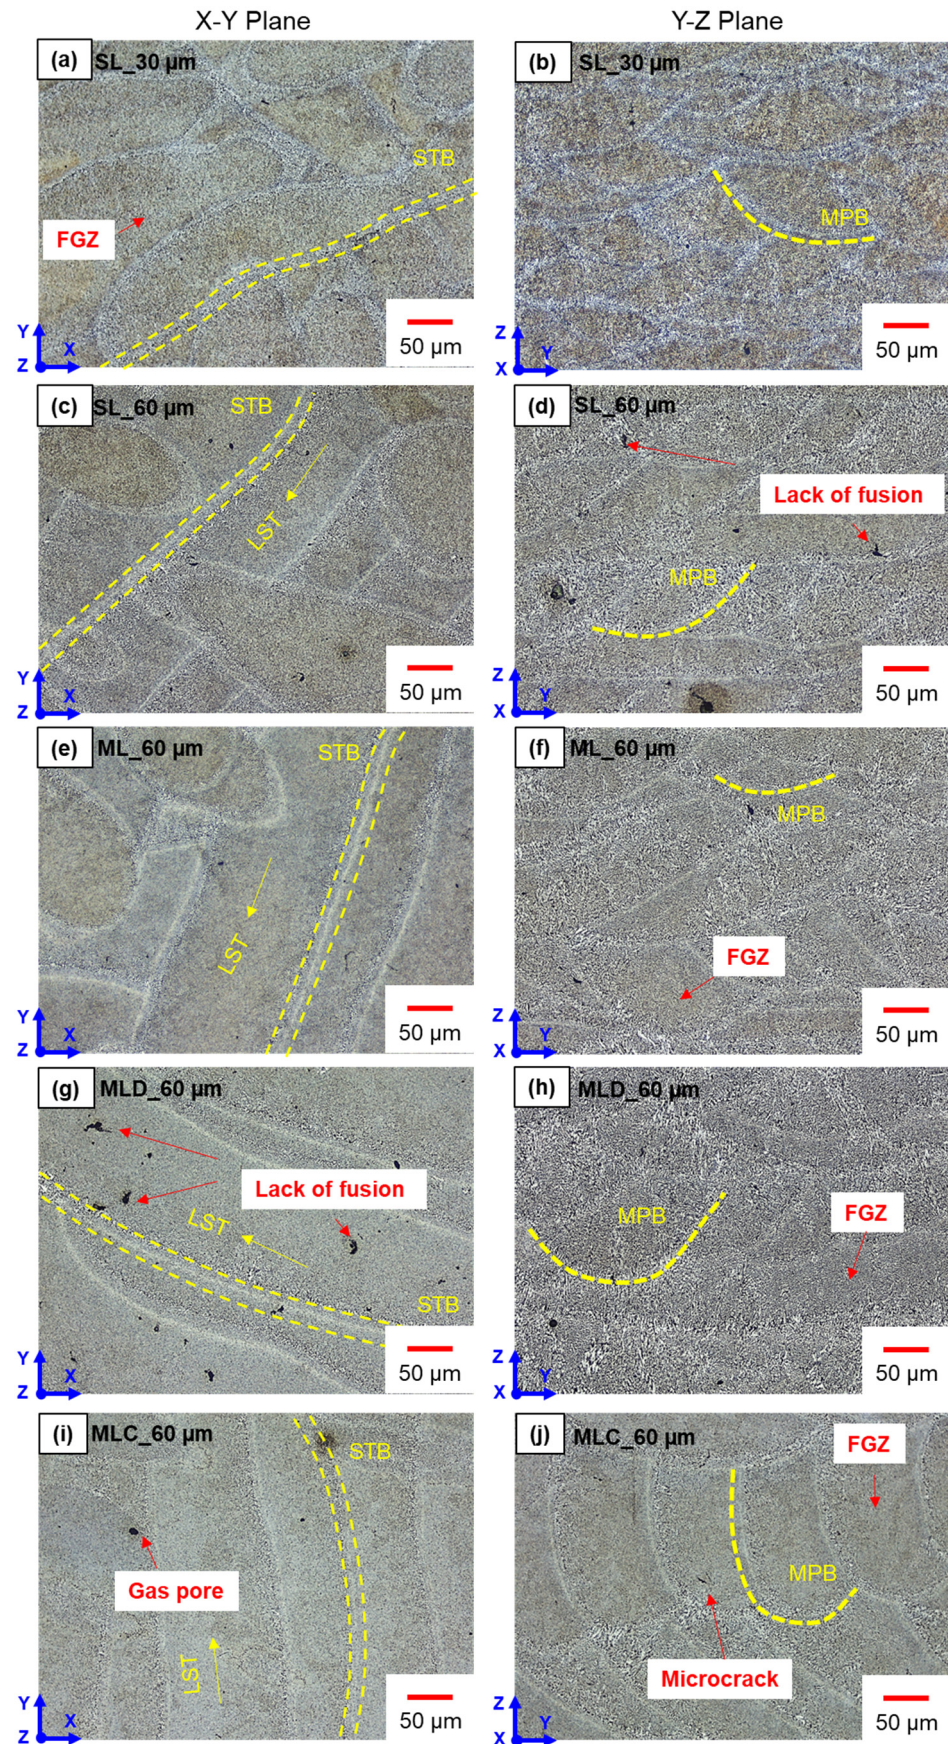 X-Y Plane
Y-Z Plane
(a) SL_30 µm
STB
FGZ
50 µm
Y
X
Z
(b) SL_30 µm
MPB
50 µm
Z
Y
X
(c) SL_60 µm
STB
LST
50 µm
Y
X
Z
(d) SL_60 µm
Lack of fusion
MPB
50 µm
Z
Y
X
(e) ML_60 µm
STB
LST
50 µm
Y
X
Z
(f) ML_60 µm
MPB
FGZ
50 µm
Z
Y
X
(g) MLD_60 µm
Lack of fusion
LST
STB
50 µm
Y
X
Z
(h) MLD_60 µm
MPB
FGZ
50 µm
Z
Y
X
(i) MLC_60 µm
STB
Gas pore
LST
50 µm
Y
X
Z
(j) MLC_60 µm
FGZ
MPB
Microcrack
50 µm
Z
Y
X